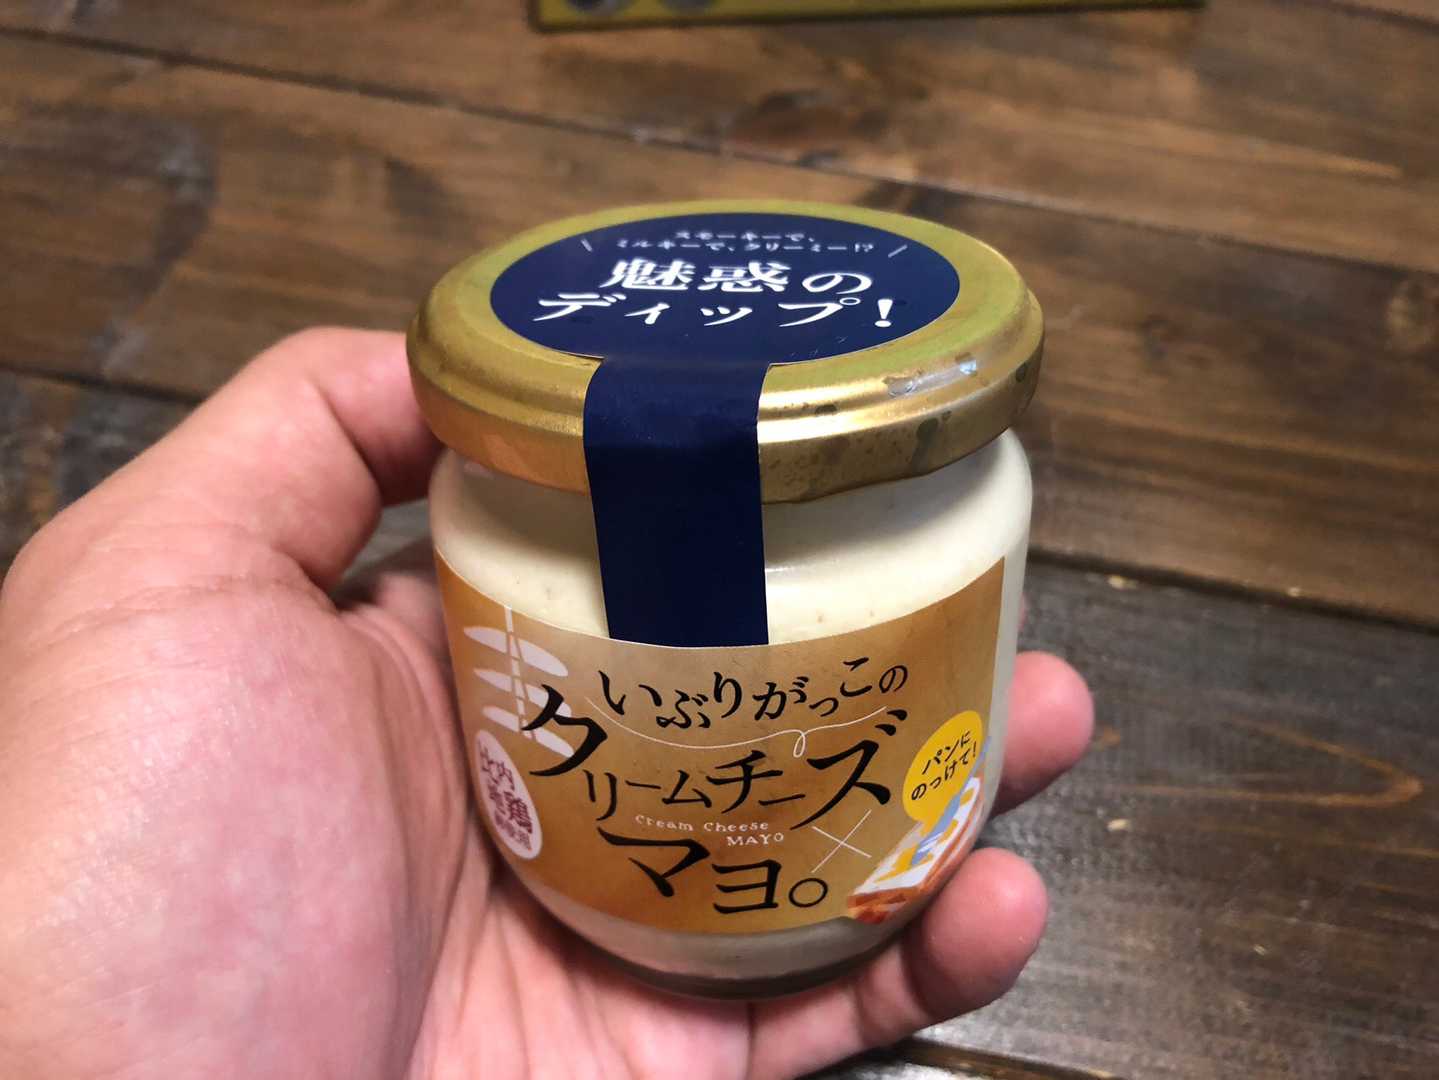 スモーキーで、
ミルキーで、クリーミー!?
魅惑の
ディップ!
いぶりがっこの
クリームチーズ
Cream Cheese
MAYO
×
マヨ。
パンに
のっけて!
比内
地鶏